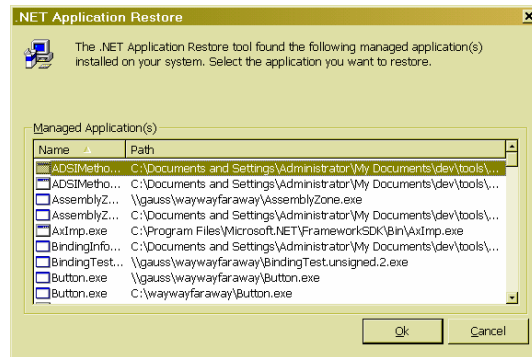 .NET Application Restore
The .NET Application Restore tool found the following managed application(s)
installed on your system. Select the application you want to restore.
Managed Application(s)
Name Path
ADSIMetho... C:\Documents and Settings\Administrator\My Documents\dev\tools\...
ADSIMetho... C:\Documents and Settings\Administrator\My Documents\dev\tools\...
AssemblyZ... \\gauss\waywayfaraway\AssemblyZone.exe
AssemblyZ... C:\Documents and Settings\Administrator\My Documents\dev\tools\...
AxImp.exe C:\Program Files\Microsoft.NET\FrameworkSDK\Bin\AxImp.exe
BindingInfo... C:\Documents and Settings\Administrator\My Documents\dev\tools\...
BindingTest... \\gauss\waywayfaraway\BindingTest.unsigned.2.exe
Button.exe \\gauss\waywayfaraway\Button.exe
Button.exe C:\waywayfaraway\Button.exe
Ok Cancel